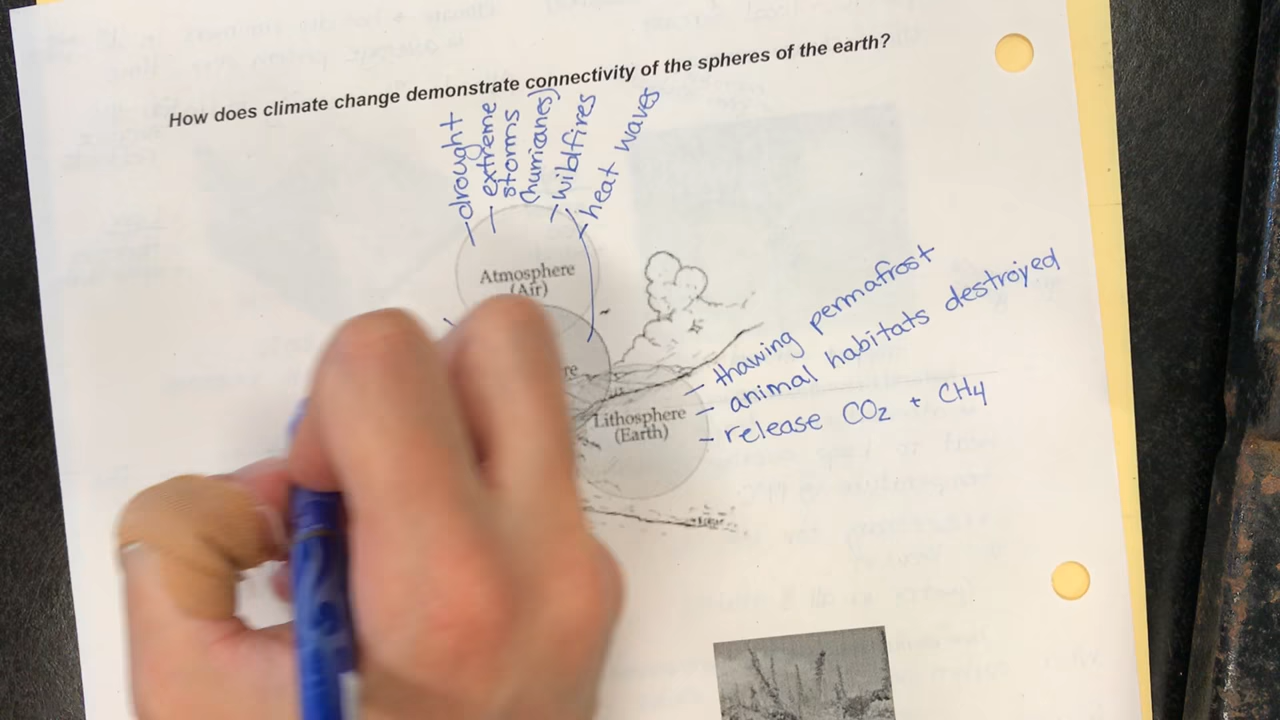 How does climate change demonstrate connectivity of the spheres of the earth?
- drought
- extreme
storms
(hurricanes)
- wildfires
- heat waves
Atmosphere
(Air)
re
Lithosphere
(Earth)
- thawing permafrost
- animal habitats destroyed
- release CO2 + CH4